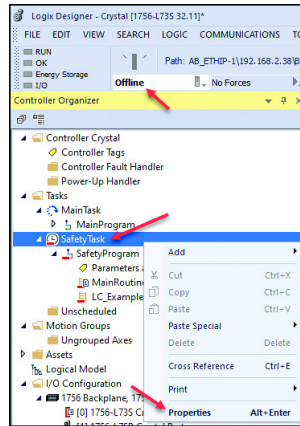 Logix Designer - Crystal [1756-L73S 32.11]*
FILE EDIT VIEW SEARCH LOGIC COMMUNICATIONS
RUN
OK
Energy Storage
I/O
Path: AB_ETHIP-1\192.168.2.38\
Offline
No Forces
Controller Organizer
Controller Crystal
Controller Tags
Controller Fault Handler
Power-Up Handler
Tasks
MainTask
MainProgram
SafetyTask
SafetyProgram
Parameters
MainRoutin
LC_Example
Unscheduled
Motion Groups
Ungrouped Axes
Assets
Logical Model
I/O Configuration
1756 Backplane, 175
[0] 1756-L73S Cr
Add
Cut Ctrl+X
Copy Ctrl+C
Paste Ctrl+V
Paste Special
Delete Delete
Cross Reference Ctrl+E
Print
Properties Alt+Enter